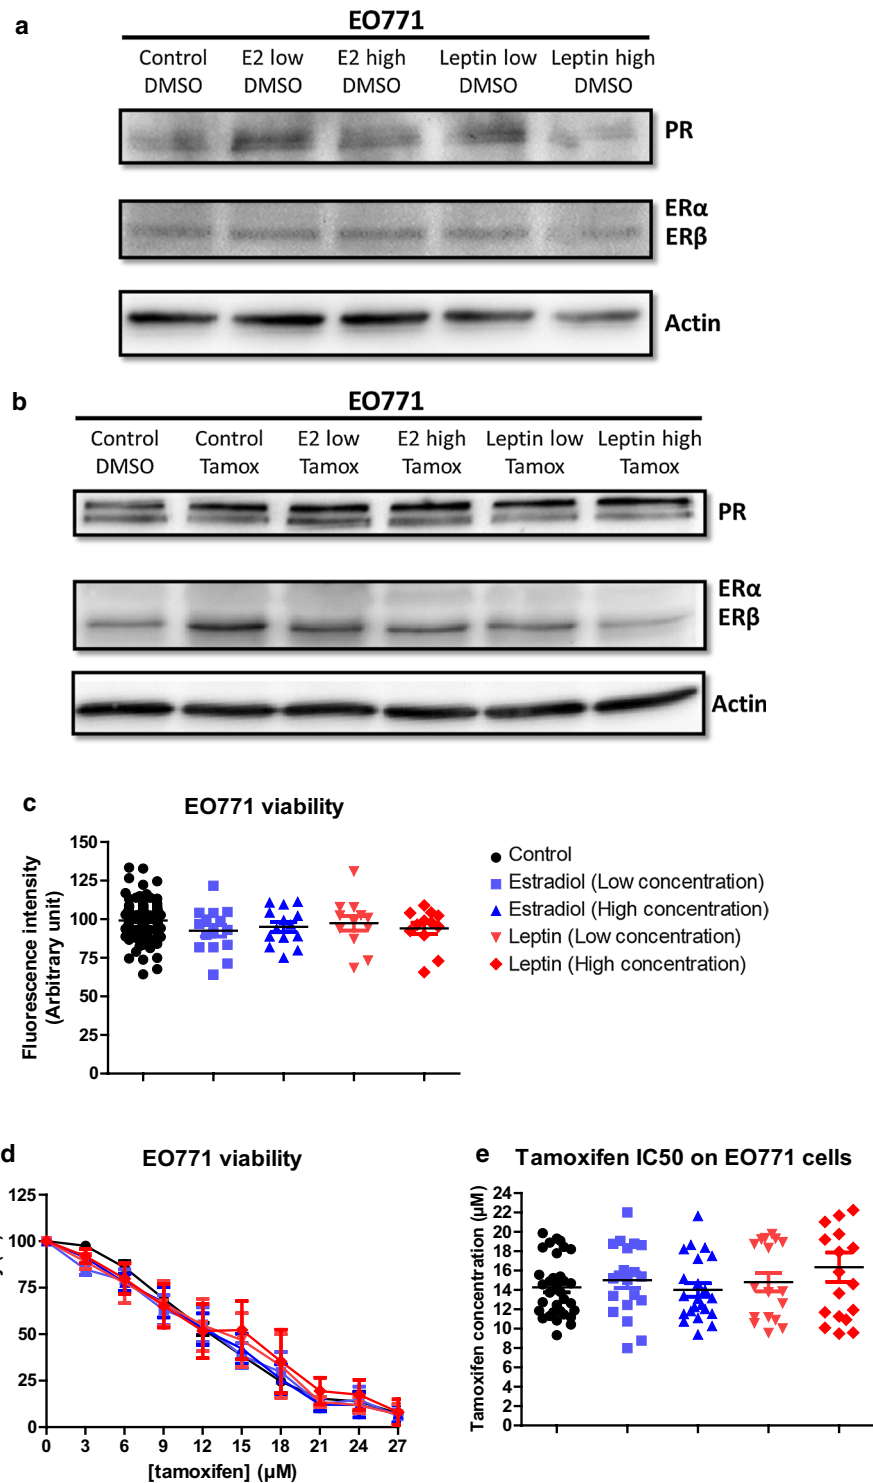 a
EO771
Control E2 low E2 high Leptin low Leptin high
DMSO DMSO DMSO DMSO DMSO
PR
ERα
ERβ
Actin
b
EO771
Control Control E2 low E2 high Leptin low Leptin high
DMSO Tamox Tamox Tamox Tamox Tamox
PR
ERα
ERβ
Actin
c
EO771 viability
Fluorescence intensity
(Arbitrary unit)
150
125
100
75
50
25
0
Control
Estradiol (Low concentration)
Estradiol (High concentration)
Leptin (Low concentration)
Leptin (High concentration)
d
EO771 viability
125
100
75
50
25
0
0 3 6 9 12 15 18 21 24 27
[tamoxifen] (µM)
e
Tamoxifen IC50 on EO771 cells
Tamoxifen concentration (µM)
24
22
20
18
16
14
12
10
8
6
4
2
0